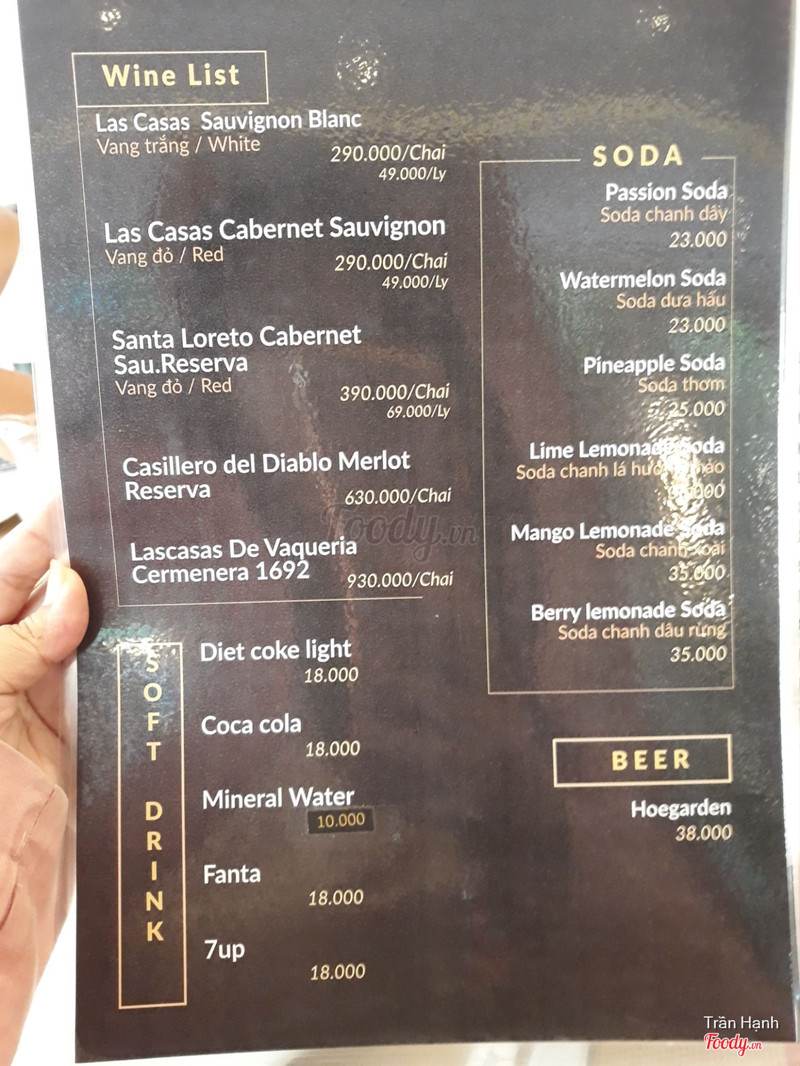 Wine List
Las Casas Sauvignon Blanc
Vang trắng / White
290.000/Chai
49.000/Ly
Las Casas Cabernet Sauvignon
Vang đỏ / Red
290.000/Chai
49.000/Ly
Santa Loreto Cabernet
Sau.Reserva
Vang đỏ / Red
390.000/Chai
69.000/Ly
Casillero del Diablo Merlot
Reserva
630.000/Chai
Lascasas De Vaqueria
Cermenera 1692
930.000/Chai
SODA
Passion Soda
Soda chanh dây
23.000
Watermelon Soda
Soda dưa hấu
23.000
Pineapple Soda
Soda thơm
25.000
Lime Lemonade Soda
Soda chanh lá
Mango Lemonade Soda
Soda chanh xoài
35.000
Berry lemonade Soda
Soda chanh dâu rừng
35.000
SOFT DRINK
Diet coke light
18.000
Coca cola
18.000
Mineral Water
10.000
Fanta
18.000
7up
18.000
BEER
Hoegarden
38.000
Foody.vn
Trần Hạnh
Foody.vn